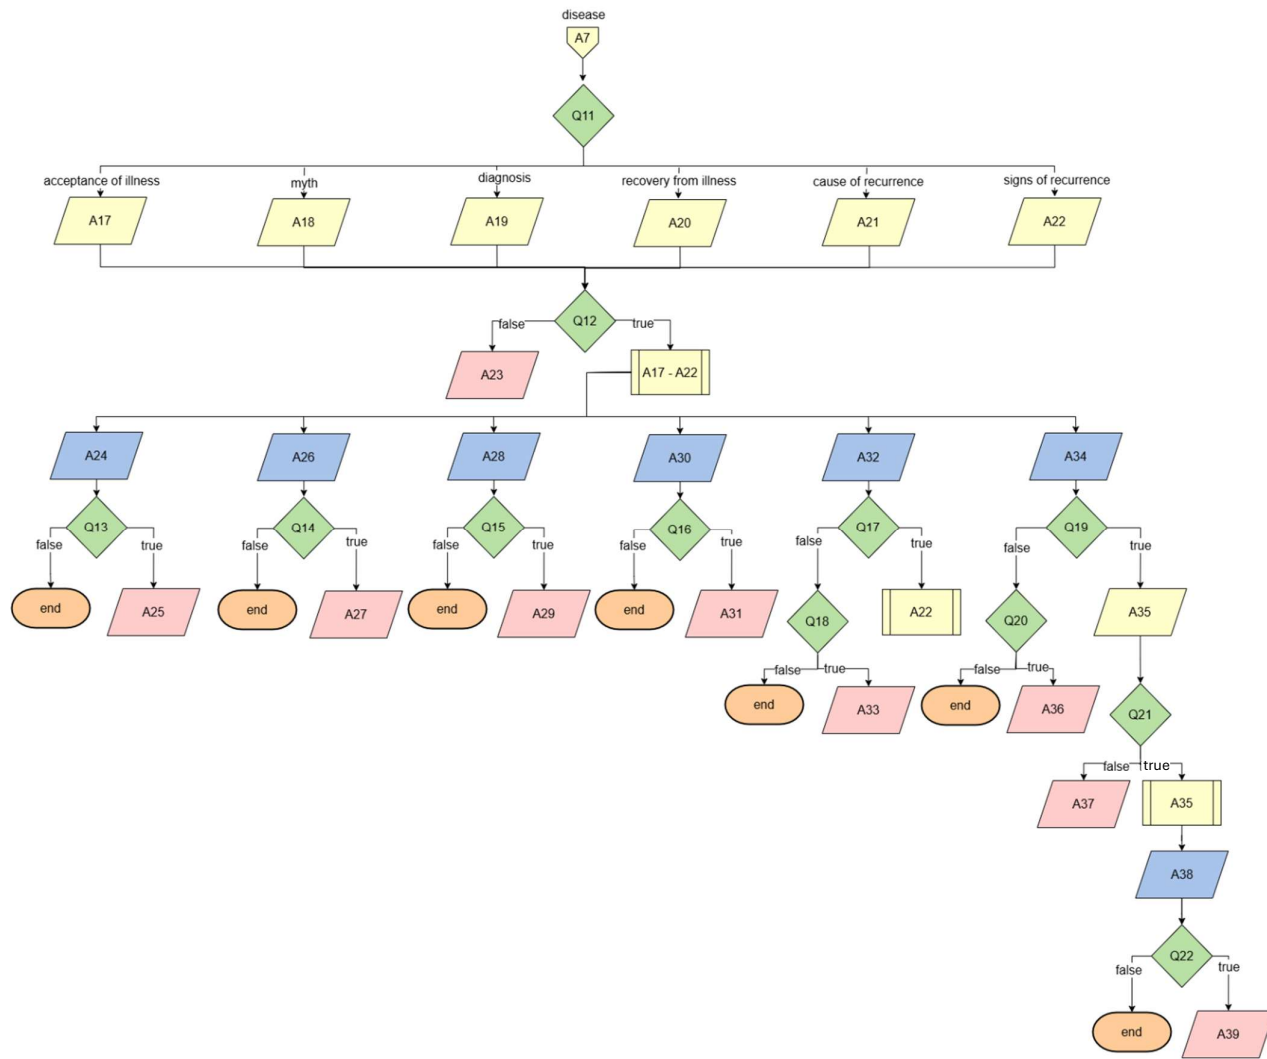 disease
A7
Q11
acceptance of illness
myth
diagnosis
recovery from illness
cause of recurrence
signs of recurrence
A17
A18
A19
A20
A21
A22
Q12
false
true
A23
A17 - A22
A24
A26
A28
A30
A32
A34
Q13
Q14
Q15
Q16
Q17
Q19
false
true
false
true
false
true
false
true
false
true
false
true
end
A25
end
A27
end
A29
end
A31
Q18
A22
Q20
A35
false
true
false
true
end
A33
end
A36
Q21
false
true
A37
A35
A38
Q22
false
true
end
A39